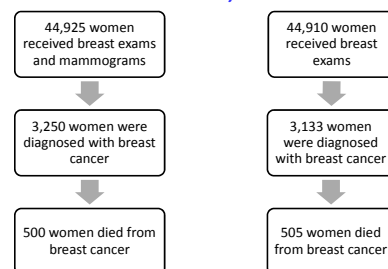 44,925 women
received breast exams
and mammograms
3,250 women were
diagnosed with breast
cancer
500 women died from
breast cancer
44,910 women
received breast
exams
3,133 women
were diagnosed
with breast cancer
505 women died
from breast cancer